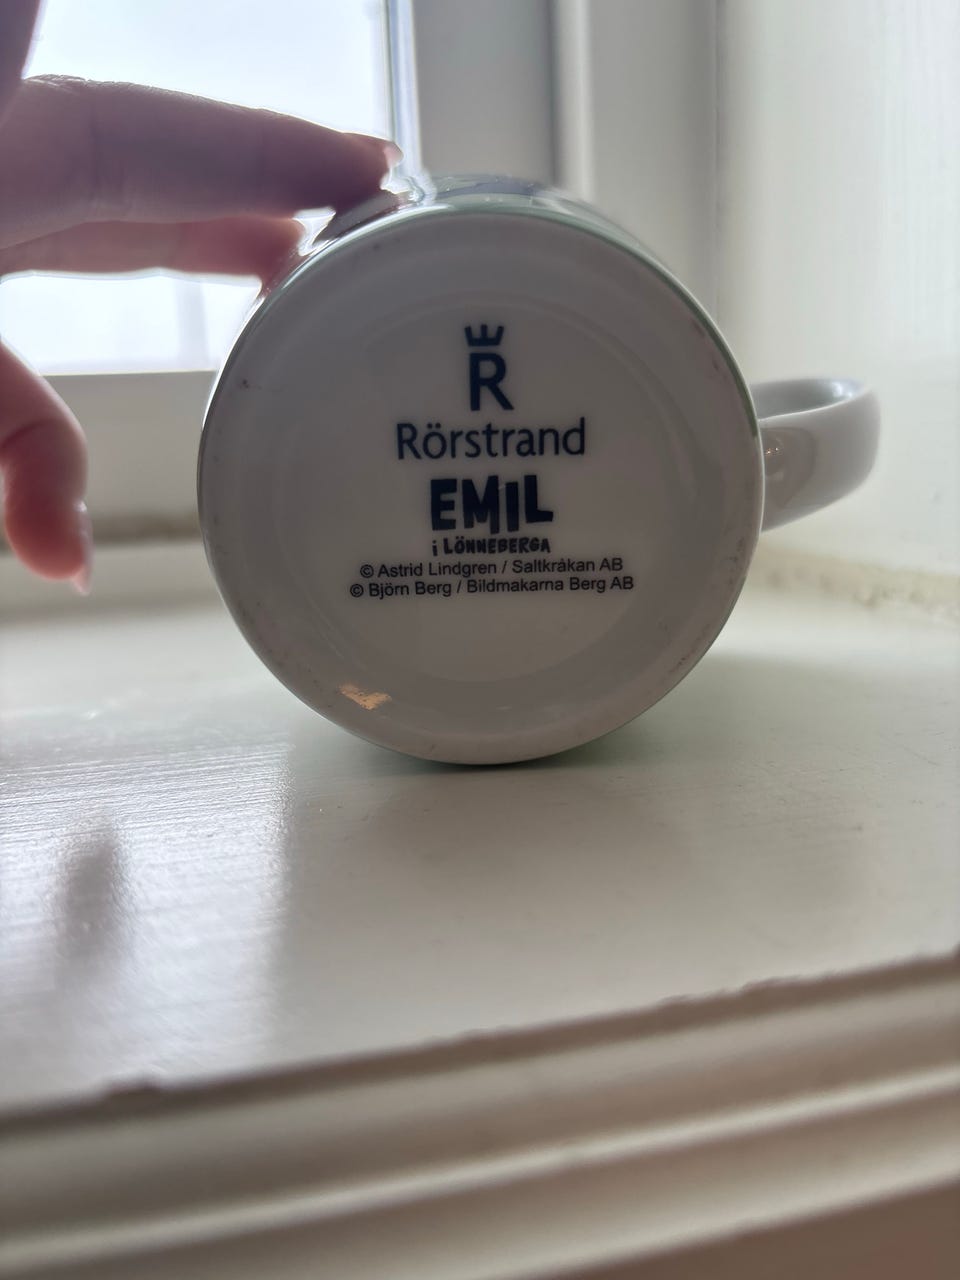 R
Rörstrand
EMIL
i LÖNNEBERGA
© Astrid Lindgren / Saltkråkan AB
© Björn Berg / Bildmakarna Berg AB